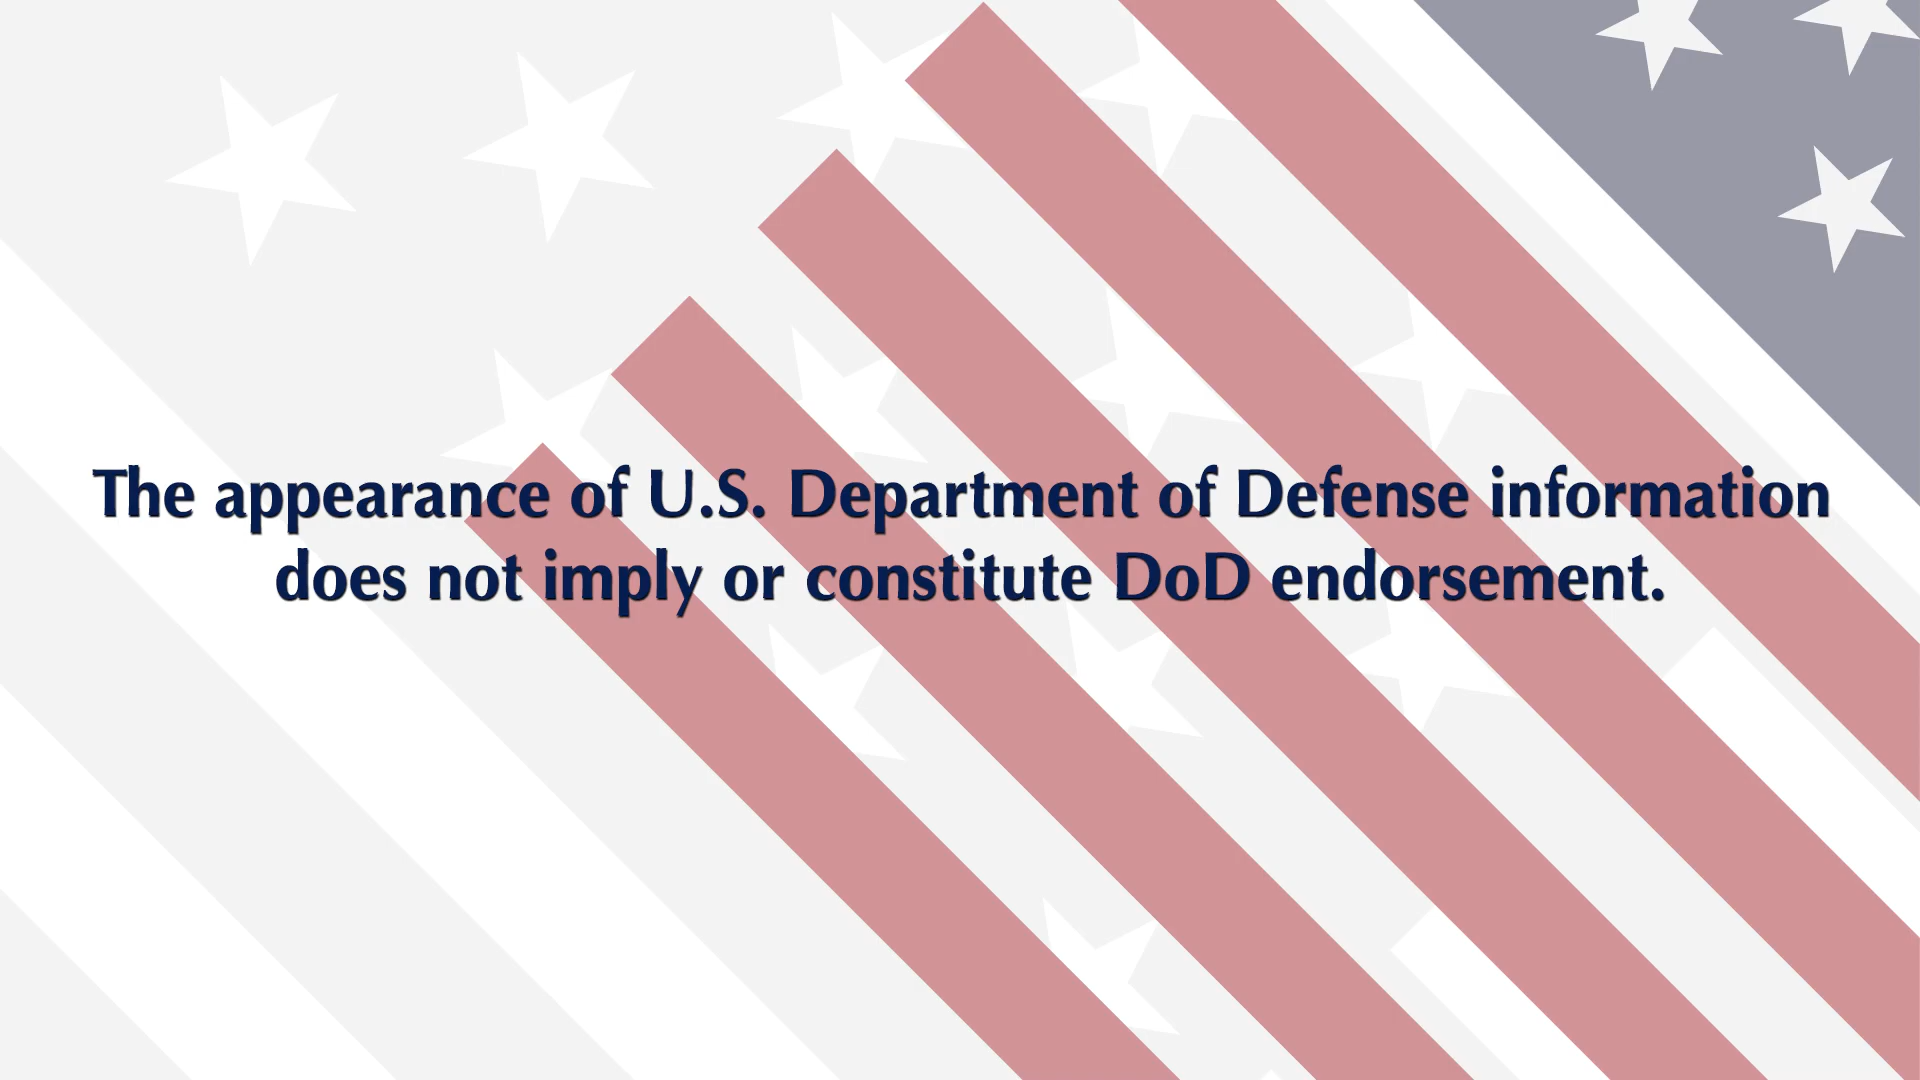 The appearance of U.S. Department of Defense information
does not imply or constitute DoD endorsement.